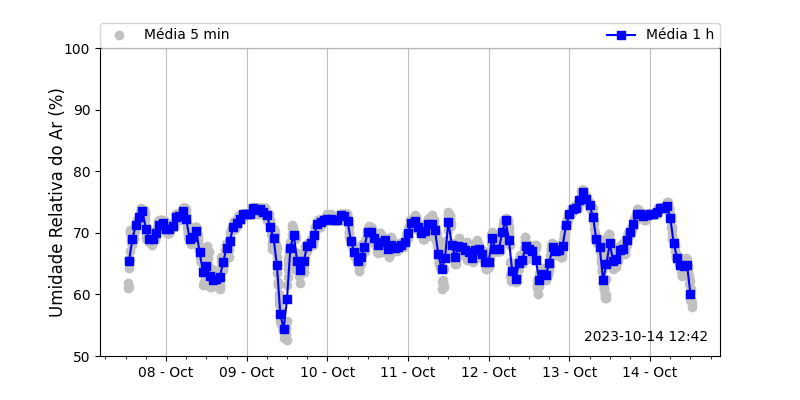 Média 5 min
Média 1 h
Umidade Relativa do Ar (%)
100
90
80
70
60
50
2023-10-14 12:42
08 - Oct
09 - Oct
10 - Oct
11 - Oct
12 - Oct
13 - Oct
14 - Oct